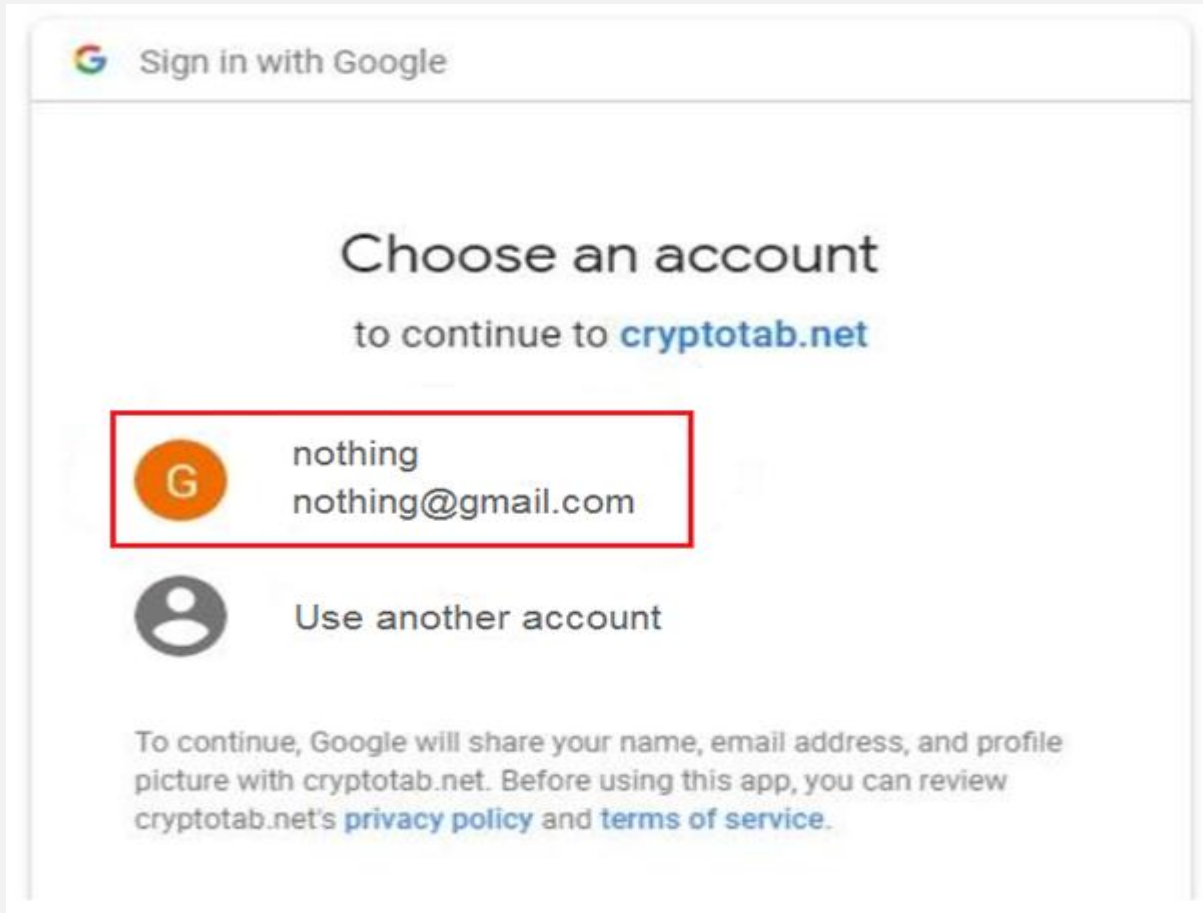 Sign in with Google
Choose an account
to continue to cryptotab.net
G
nothing
nothing@gmail.com
Use another account
To continue, Google will share your name, email address, and profile
picture with cryptotab.net. Before using this app, you can review
cryptotab.net's privacy policy and terms of service.